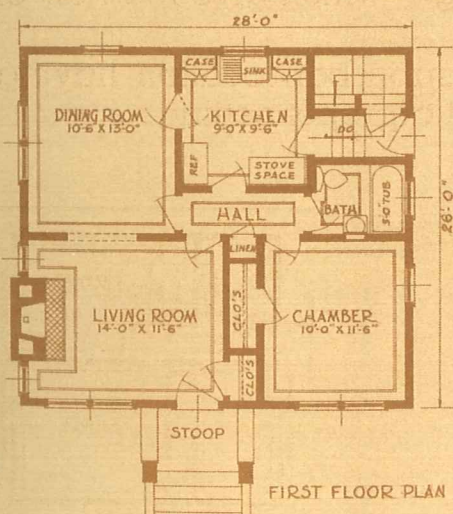 28'-0"
CASE
SINK
CASE
DINING ROOM
10'-6" X 13'-0"
KITCHEN
9'-0" X 9'-6"
DO
REF
STOVE
SPACE
HALL
BATH
5'-0" TUB
26'-0"
LINEN
LIVING ROOM
14'-0" X 11'-6"
CLO'S
CHAMBER
10'-0" X 11'-6"
CLO'S
STOOP
FIRST FLOOR PLAN